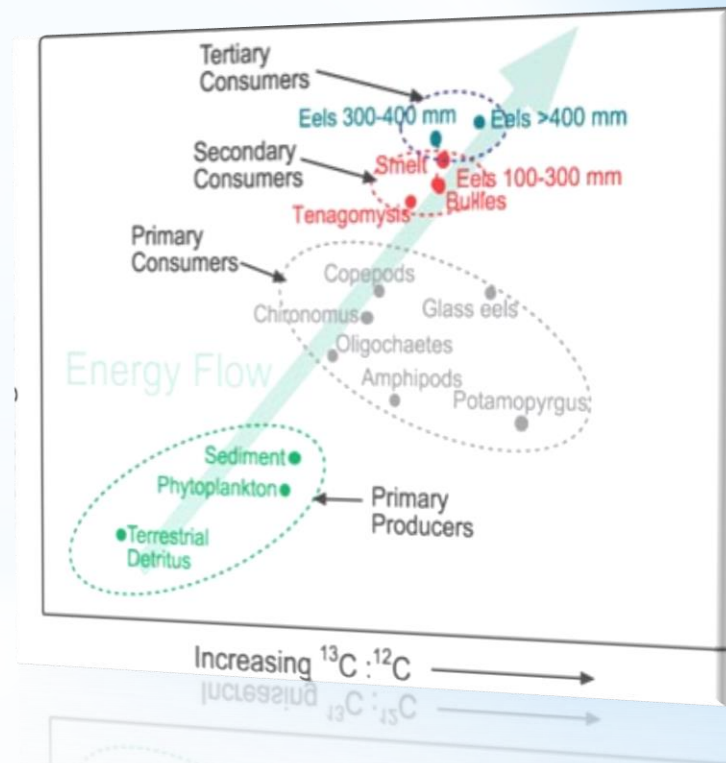 Tertiary
Consumers
Eels 300-400 mm
Eels >400 mm
Secondary
Consumers
Smelt
Eels 100-300 mm
Bullies
Tenagomysis
Primary
Consumers
Copepods
Glass eels
Chironomus
Oligochaetes
Energy Flow
Amphipods
Potamopyrgus
Sediment
Phytoplankton
Primary
Producers
Terrestrial
Detritus
Increasing ¹³C :¹²C